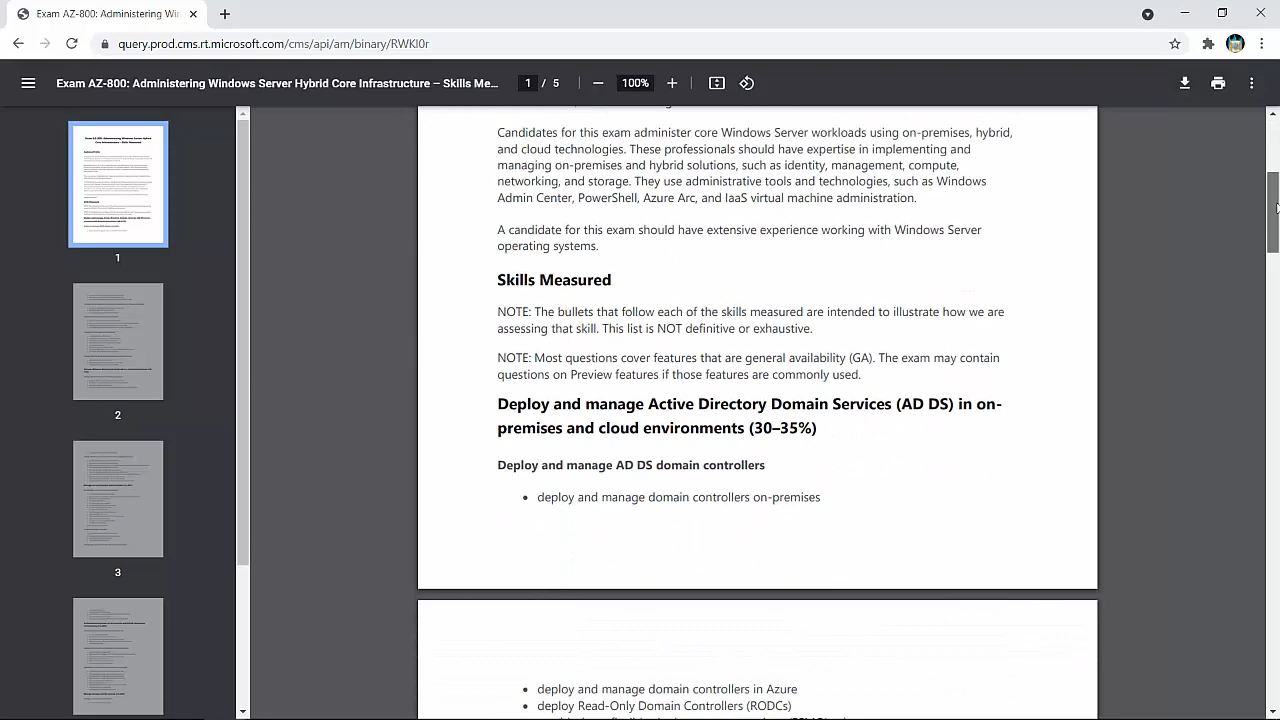 Exam AZ-800: Administering Win
query.prod.cms.rt.microsoft.com/cms/api/am/binary/RWKI0r
Exam AZ-800: Administering Windows Server Hybrid Core Infrastructure – Skills Me...
1 / 5
100%
Candidates for this exam administer core Windows Server workloads using on-premises, hybrid,
and cloud technologies. These professionals should have expertise in implementing and
managing on-premises and hybrid solutions, such as identity, management, compute,
networking, and storage. They use administrative tools and technologies, such as Windows
Admin Center, PowerShell, Azure Arc, and IaaS virtual machine administration.
A candidate for this exam should have extensive experience working with Windows Server
operating systems.
Skills Measured
NOTE: The bullets that follow each of the skills measured are intended to illustrate how we are
assessing that skill. This list is NOT definitive or exhaustive.
NOTE: Most questions cover features that are general availability (GA). The exam may contain
questions on Preview features if those features are commonly used.
Deploy and manage Active Directory Domain Services (AD DS) in on-
premises and cloud environments (30–35%)
Deploy and manage AD DS domain controllers
• deploy and manage domain controllers on-premises
deploy and manage domain controllers in Azure
• deploy Read-Only Domain Controllers (RODCs)
1
2
3